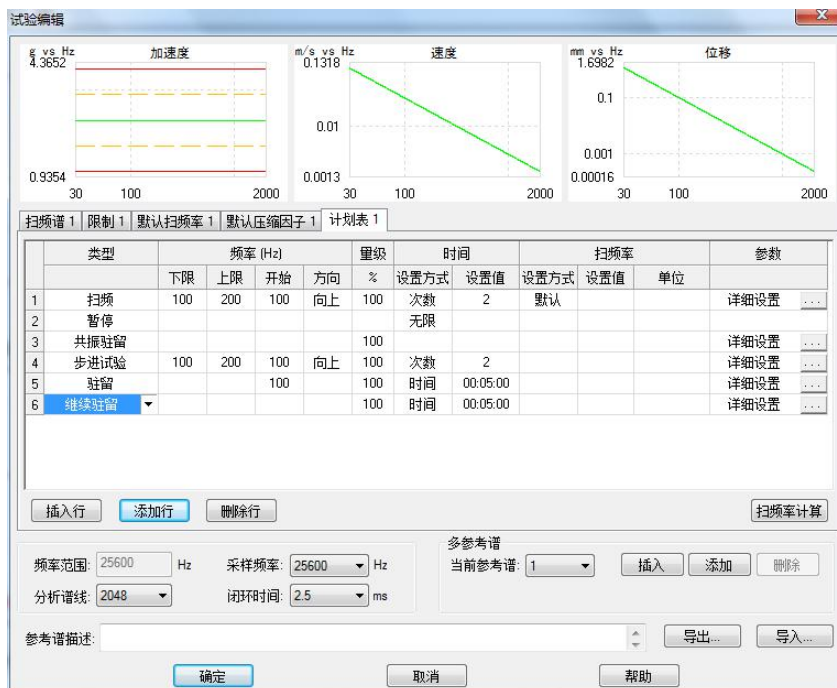 试验编辑
g vs Hz 加速度
4.3652
0.9354
30 100 2000
m/s vs Hz 速度
0.1318
0.01
0.0013
30 100 2000
mm vs Hz 位移
1.6982
0.1
0.001
0.00016
30 100 2000
扫频谱 1 限制 1 默认扫频率 1 默认压缩因子 1 计划表 1
类型 频率 (Hz) 量级 时间 扫频率 参数
下限 上限 开始 方向 % 设置方式 设置值 设置方式 设置值 单位
1 扫频 100 200 100 向上 100 次数 2 默认 详细设置 ...
2 暂停 无限
3 共振驻留 100 详细设置 ...
4 步进试验 100 200 100 向上 100 次数 2 详细设置 ...
5 驻留 100 100 时间 00:05:00 详细设置 ...
6 继续驻留 100 时间 00:05:00 详细设置 ...
插入行 添加行 删除行 扫频率计算
频率范围: 25600 Hz 采样频率: 25600 Hz
分析谱线: 2048 闭环时间: 2.5 ms
多参考谱
当前参考谱: 1 插入 添加 删除
参考谱描述: 导出... 导入...
确定 取消 帮助